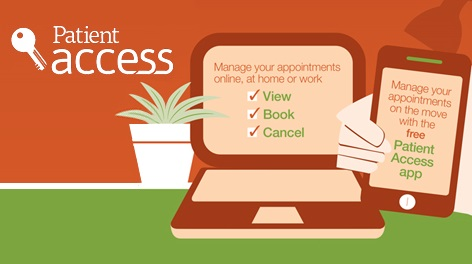 Patient
access
Manage your appointments
online, at home or work
View
Book
Cancel
Manage your
appointments
on the move
with the
free
Patient
Access
app